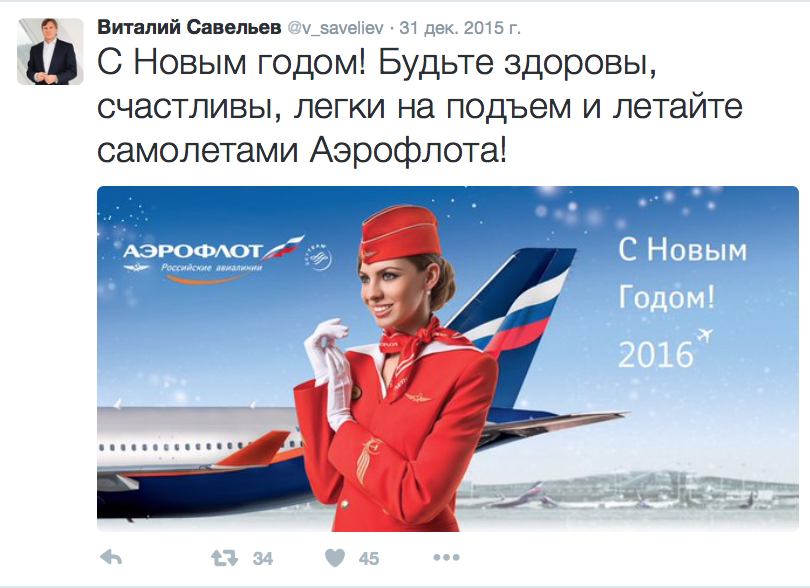 Виталий Савельев @v_saveliev · 31 дек. 2015 г.
С Новым годом! Будьте здоровы,
счастливы, легки на подъем и летайте
самолетами Аэрофлота!
АЭРОФЛОТ
Российские авиалинии
SKYTEAM
С Новым
Годом!
2016
34
45